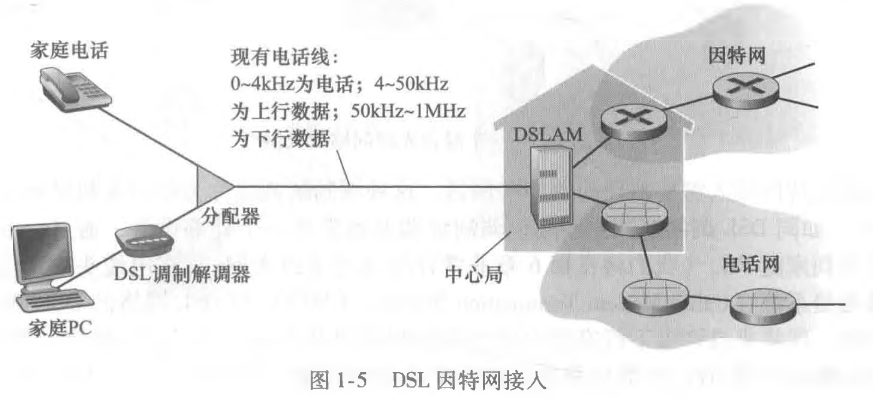 家庭电话
现有电话线：
0~4kHz为电话；4~50kHz
为上行数据；50kHz~1MHz
为下行数据
因特网
DSLAM
分配器
DSL调制解调器
家庭PC
中心局
电话网
图 1-5 DSL 因特网接入